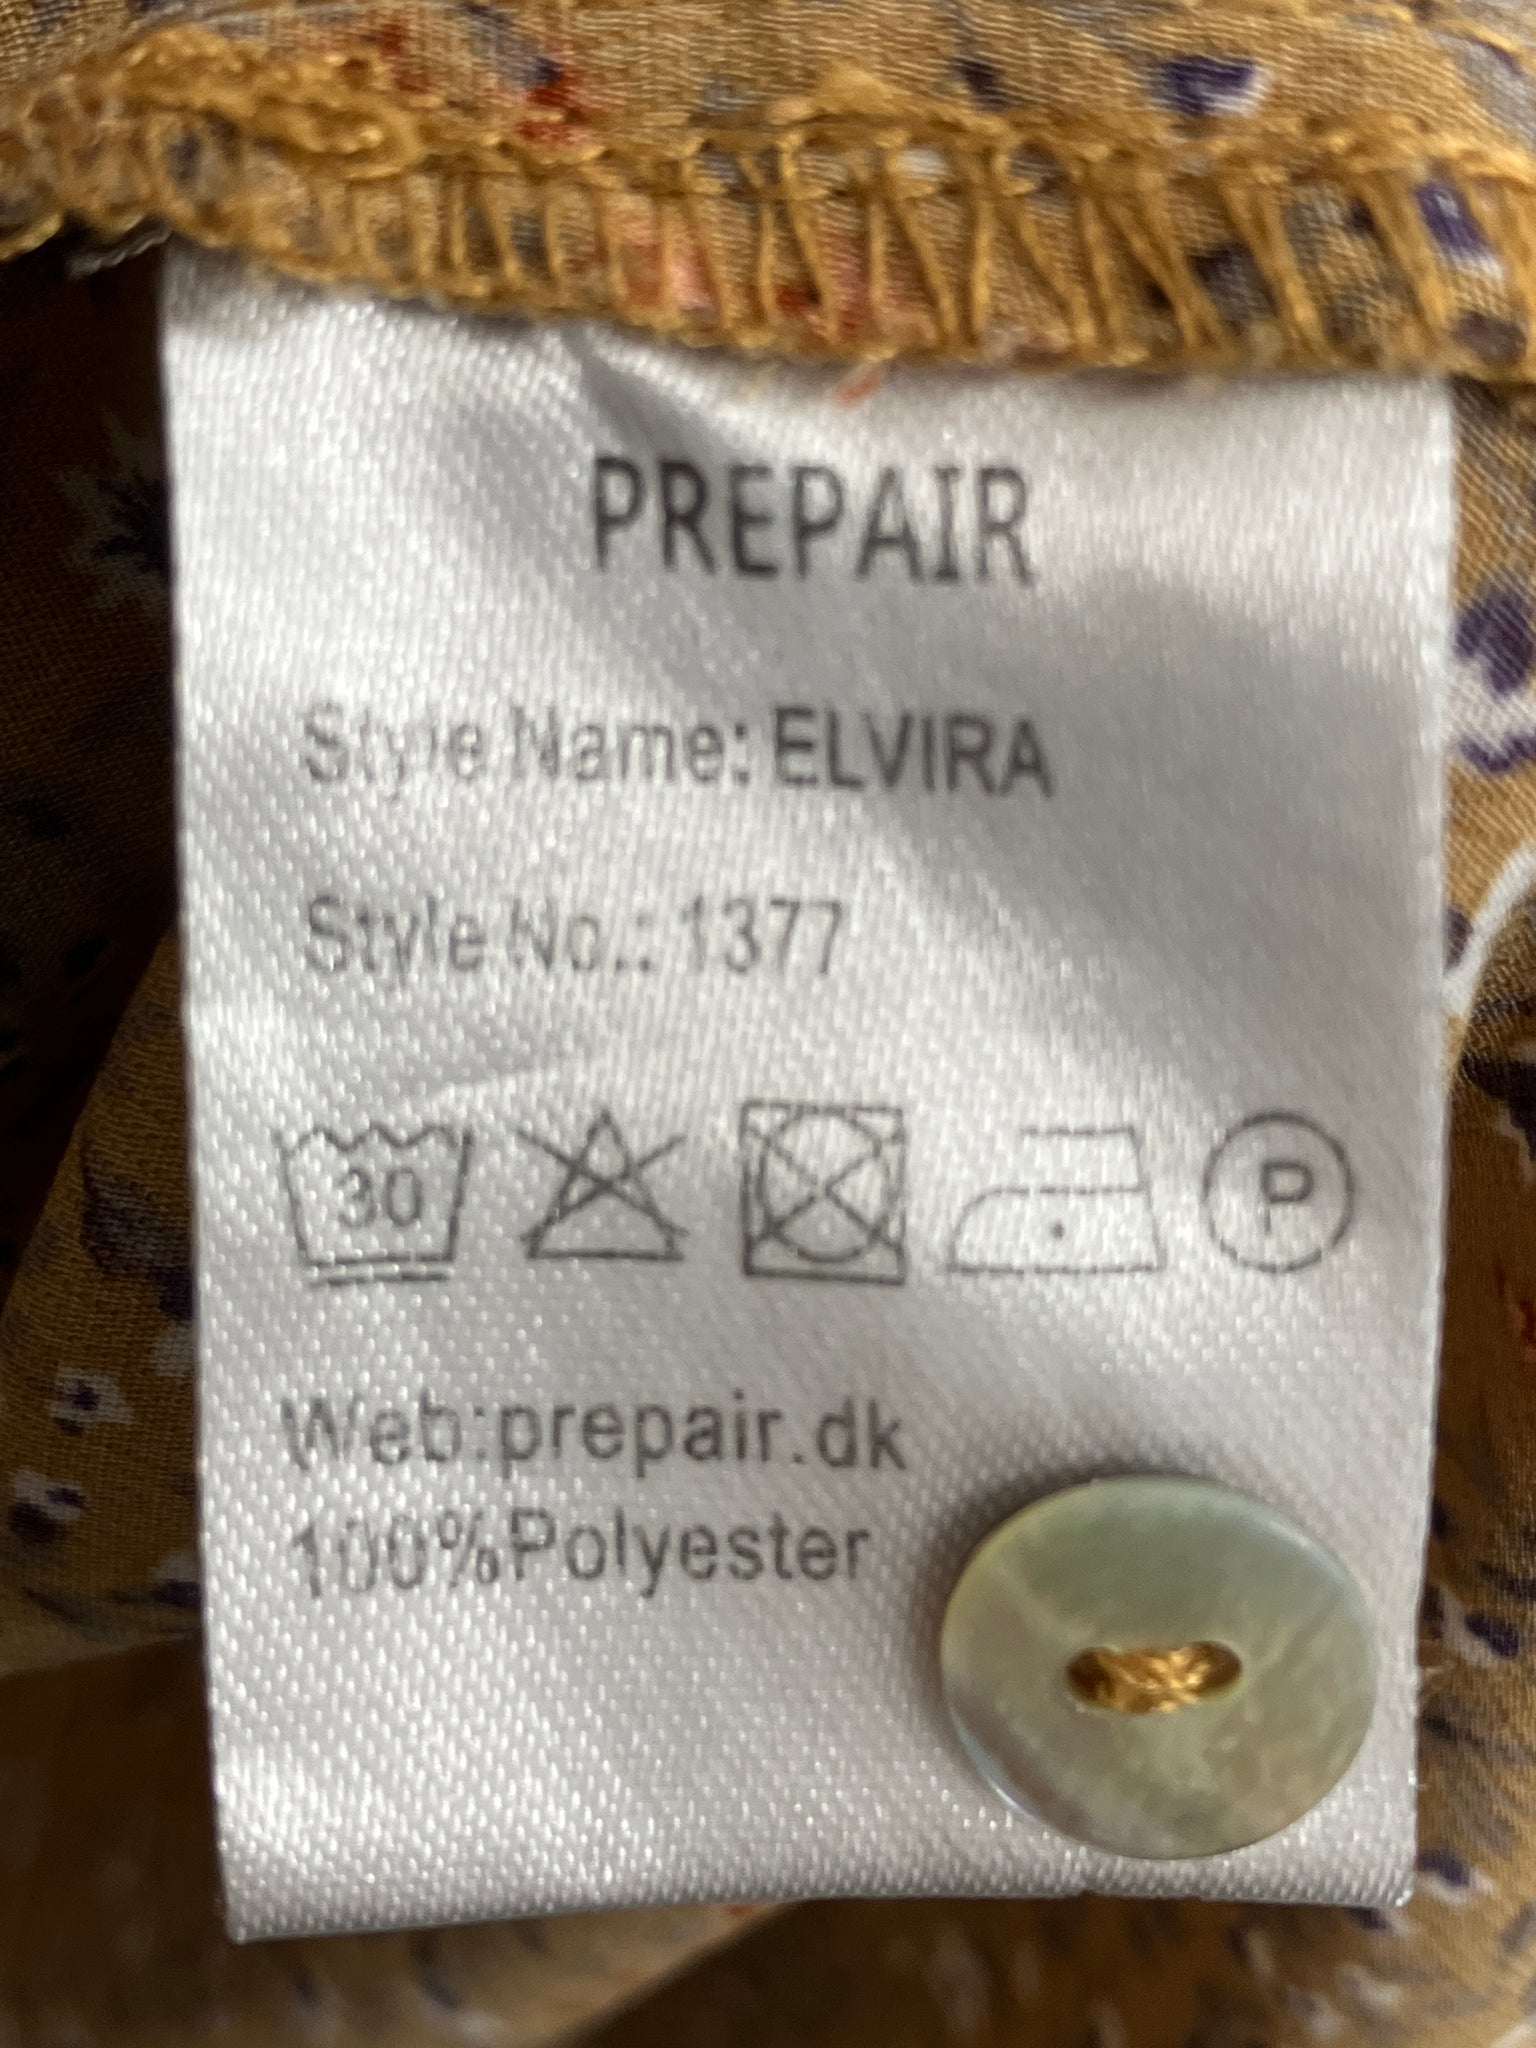 PREPAIR
Style Name: ELVIRA
Style No.: 1377
30 P
Web:prepair.dk
100%Polyester